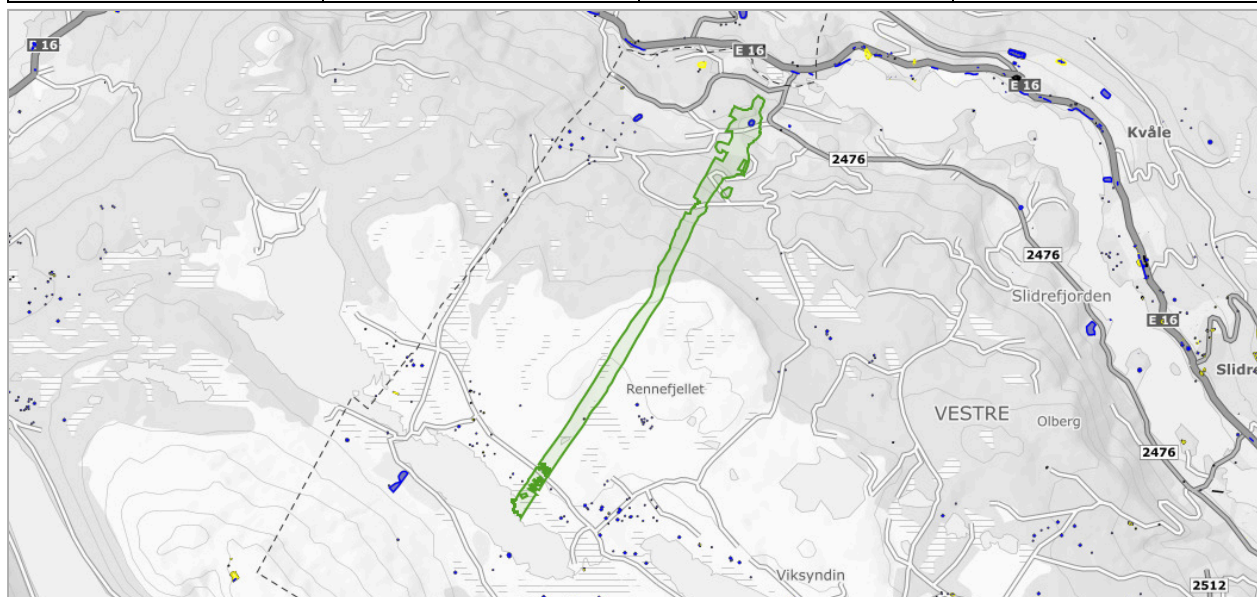 E 16
E 16
E 16
Kvåle
2476
2476
Slidrefjorden
E 16
Slidre
Rennefjellet
VESTRE
Olberg
2476
Viksyndin
2512